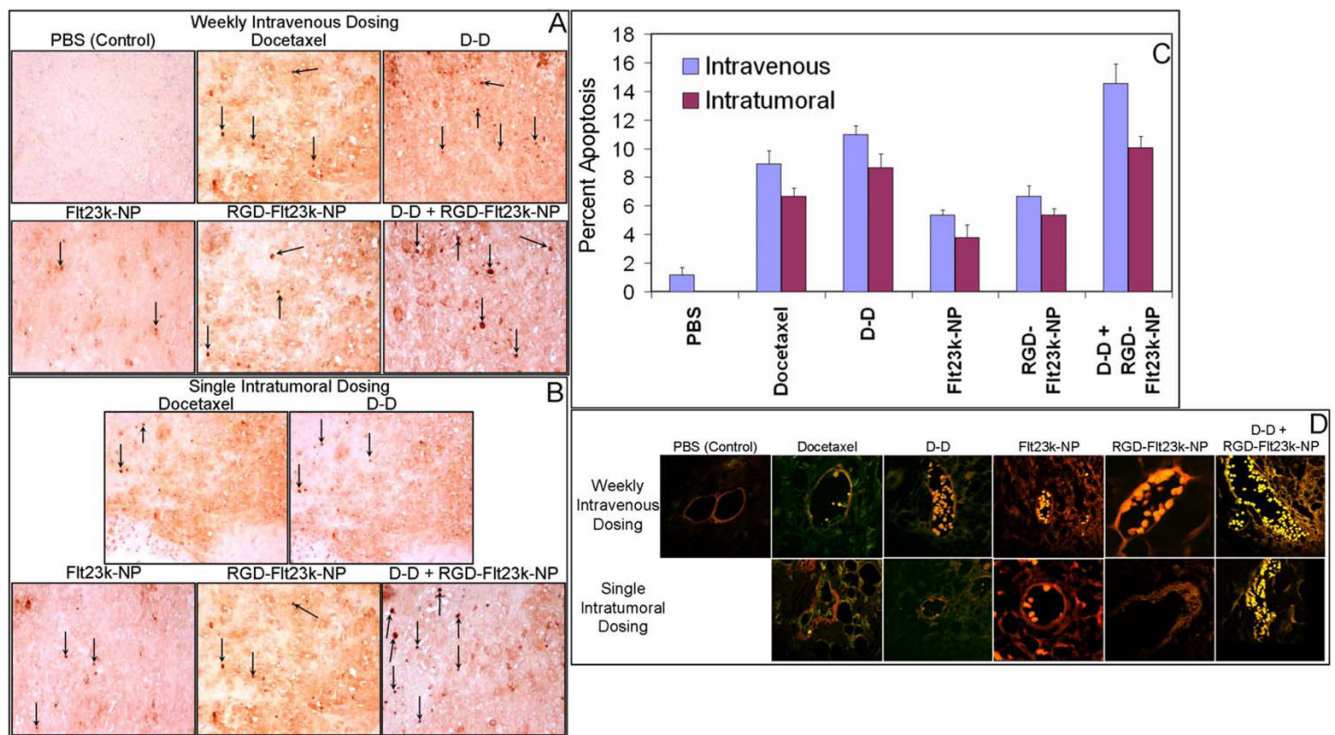 Weekly Intravenous Dosing
A
PBS (Control) Docetaxel D-D
Flt23k-NP RGD-Flt23k-NP D-D + RGD-Flt23k-NP
Single Intratumoral Dosing
B
Docetaxel D-D
Flt23k-NP RGD-Flt23k-NP D-D + RGD-Flt23k-NP
C
Percent Apoptosis
18
16
14
12
10
8
6
4
2
0
Intravenous
Intratumoral
PBS
Docetaxel
D-D
Flt23k-NP
RGD-
Flt23k-NP
D-D +
RGD-
Flt23k-NP
D
PBS (Control) Docetaxel D-D Flt23k-NP RGD-Flt23k-NP
D-D +
RGD-Flt23k-NP
Weekly
Intravenous
Dosing
Single
Intratumoral
Dosing